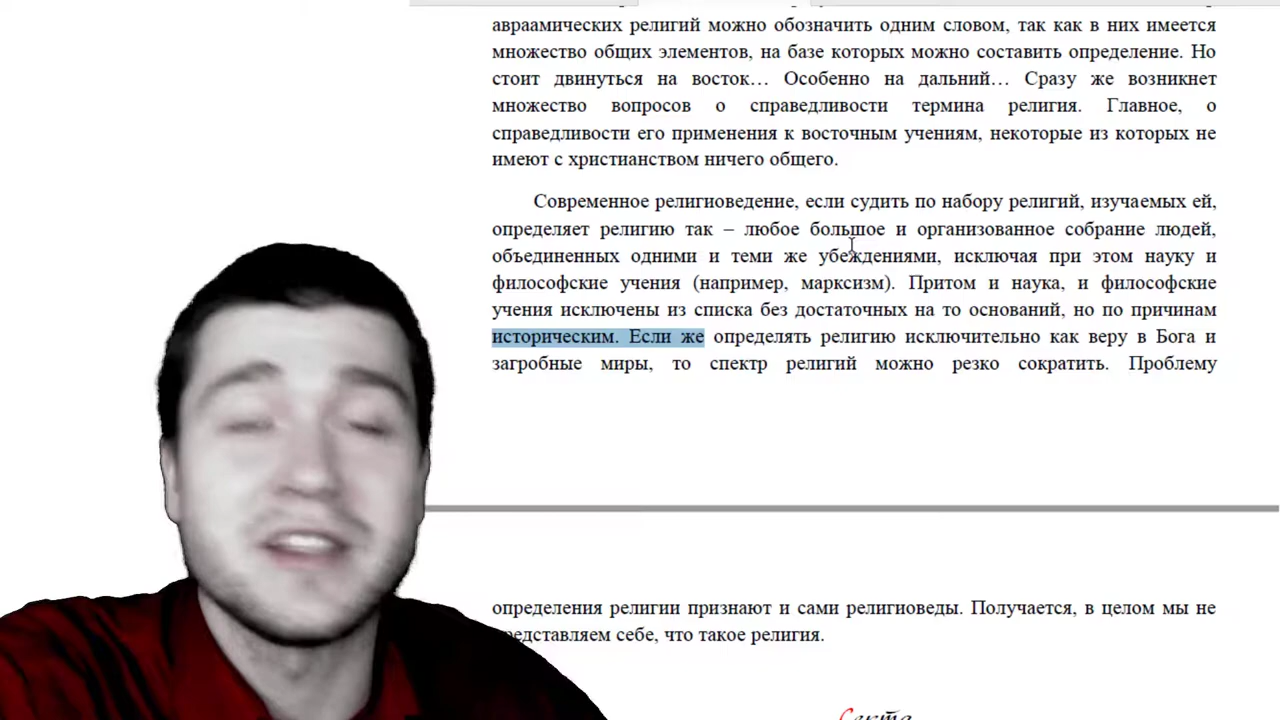 авраамических религий можно обозначить одним словом, так как в них имеется
множество общих элементов, на базе которых можно составить определение. Но
стоит двинуться на восток… Особенно на дальний… Сразу же возникнет
множество вопросов о справедливости термина религия. Главное, о
справедливости его применения к восточным учениям, некоторые из которых не
имеют с христианством ничего общего.
Современное религиоведение, если судить по набору религий, изучаемых ей,
определяет религию так – любое большое и организованное собрание людей,
объединенных одними и теми же убеждениями, исключая при этом науку и
философские учения (например, марксизм). Притом и наука, и философские
учения исключены из списка без достаточных на то оснований, но по причинам
историческим. Если же определять религию исключительно как веру в Бога и
загробные миры, то спектр религий можно резко сократить. Проблему
определения религии признают и сами религиоведы. Получается, в целом мы не
представляем себе, что такое религия.